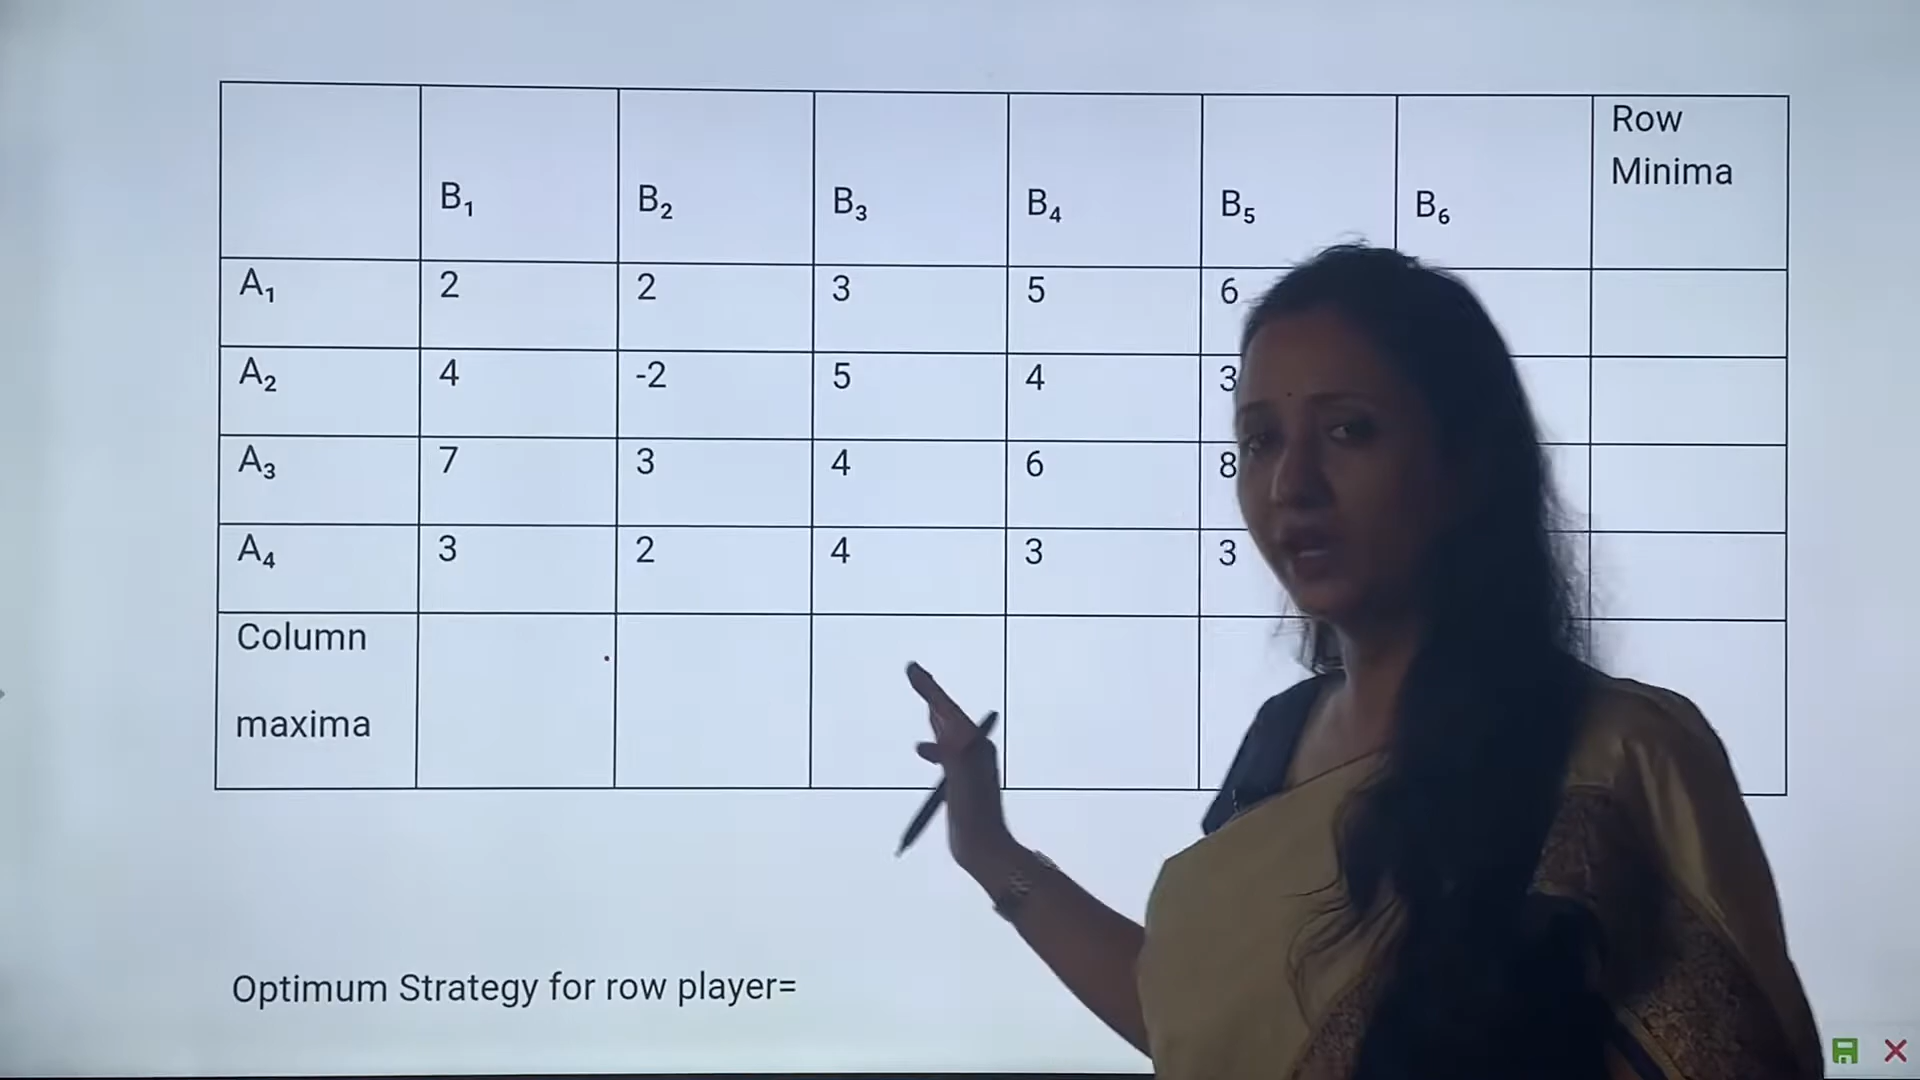 B₁ B₂ B₃ B₄ B₅ B₆ Row Minima
A₁ 2 2 3 5 6
A₂ 4 -2 5 4 3
A₃ 7 3 4 6 8
A₄ 3 2 4 3 3
Column
maxima
Optimum Strategy for row player=